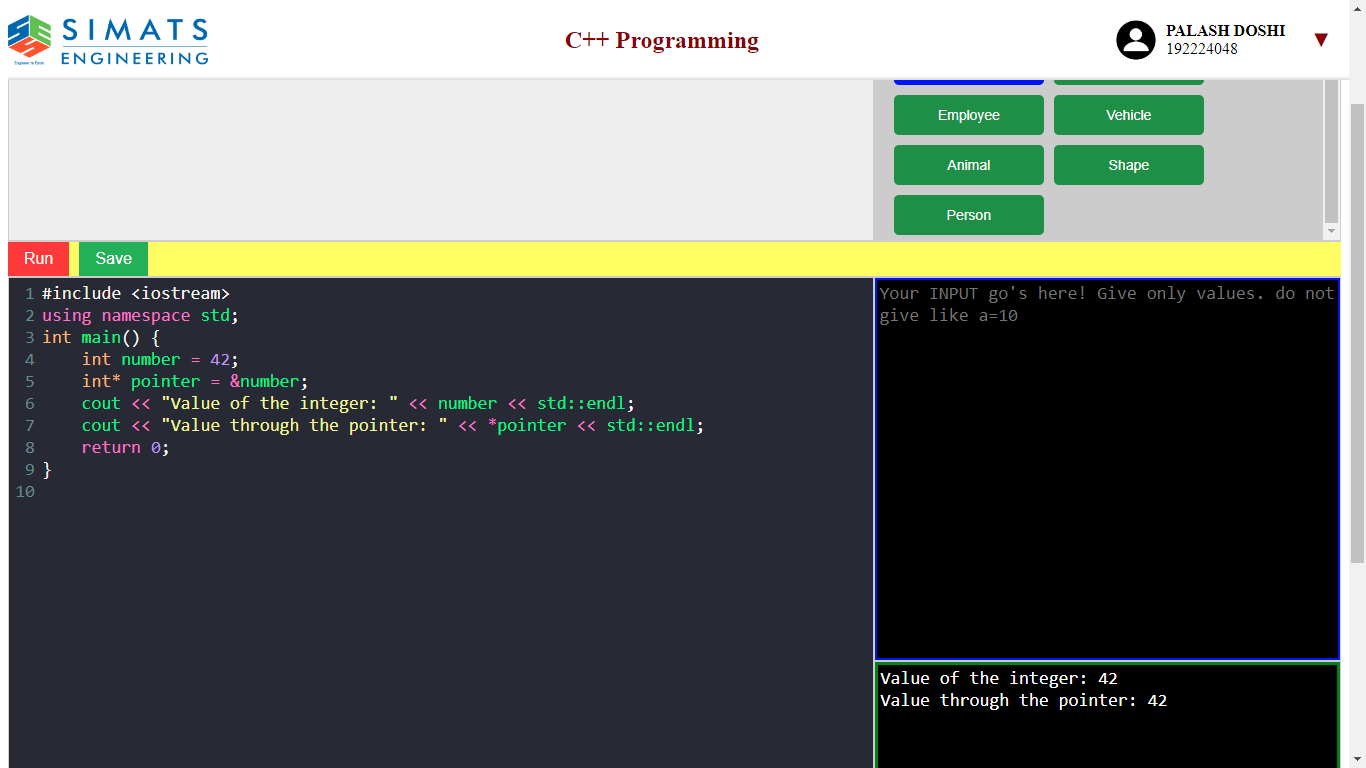 SIMATS
ENGINEERING
Engineer to Excel
C++ Programming
PALASH DOSHI
192224048
▼
Employee
Vehicle
Animal
Shape
Person
Run
Save
1 #include <iostream>
2 using namespace std;
3 int main() {
4     int number = 42;
5     int* pointer = &number;
6     cout << "Value of the integer: " << number << std::endl;
7     cout << "Value through the pointer: " << *pointer << std::endl;
8     return 0;
9 }
10
Your INPUT go's here! Give only values. do not
give like a=10
Value of the integer: 42
Value through the pointer: 42